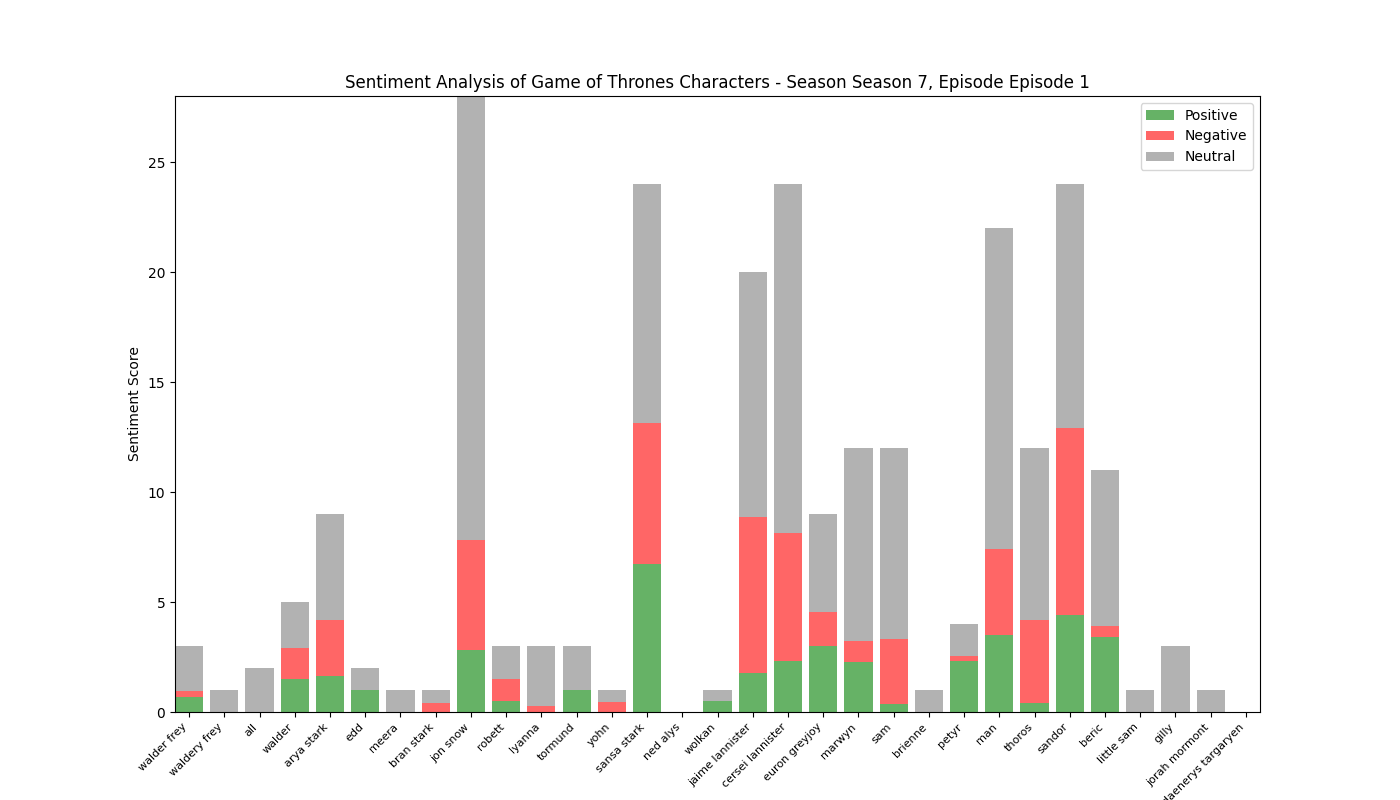 Sentiment Analysis of Game of Thrones Characters - Season Season 7, Episode Episode 1
Positive
Negative
Neutral
Sentiment Score
25
20
15
10
5
0
walder frey
waldery frey
all
walder
arya stark
edd
meera
bran stark
jon snow
robett
lyanna
tormund
yohn
sansa stark
ned alys
wolkan
jaime lannister
cersei lannister
euron greyjoy
marwyn
sam
brienne
petyr
man
thoros
sandor
beric
little sam
gilly
jorah mormont
daenerys targaryen